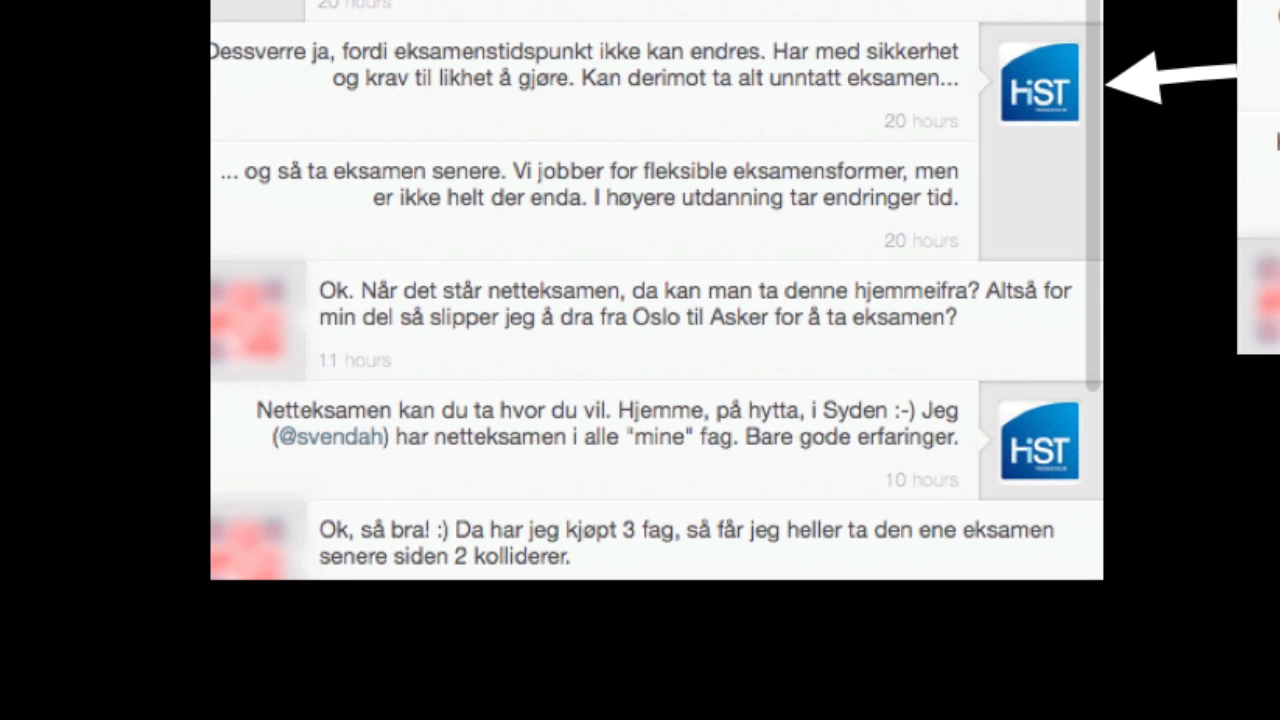 20 hours
Dessverre ja, fordi eksamenstidspunkt ikke kan endres. Har med sikkerhet
og krav til likhet å gjøre. Kan derimot ta alt unntatt eksamen...
HiST
20 hours
... og så ta eksamen senere. Vi jobber for fleksible eksamensformer, men
er ikke helt der enda. I høyere utdanning tar endringer tid.
20 hours
Ok. Når det står netteksamen, da kan man ta denne hjemmeifra? Altså for
min del så slipper jeg å dra fra Oslo til Asker for å ta eksamen?
11 hours
Netteksamen kan du ta hvor du vil. Hjemme, på hytta, i Syden :-) Jeg
(@svendah) har netteksamen i alle "mine" fag. Bare gode erfaringer.
HiST
10 hours
Ok, så bra! :) Da har jeg kjøpt 3 fag, så får jeg heller ta den ene eksamen
senere siden 2 kolliderer.